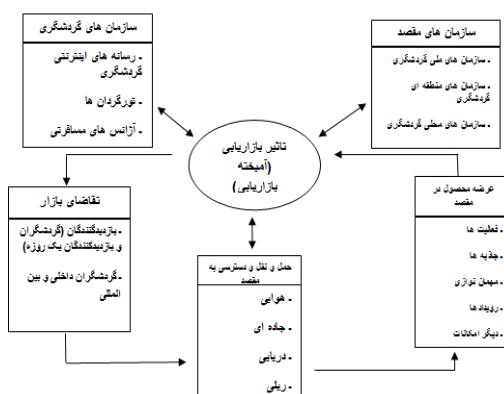 سازمان های گردشگری
- رسانه های اینترنتی
گردشگری
- تورگردان ها
- آژانس های مسافرتی
سازمان های مقصد
- سازمان های ملی گردشگری
- سازمان های منطقه ای
گردشگری
- سازمان های محلی گردشگری
تاثیر بازاریابی
(آمیخته
بازاریابی)
تقاضای بازار
- بازدیدکنندگان (گردشگران
و بازدیدکنندگان یک روزه)
- گردشگران داخلی و بین
المللی
حمل و نقل و دسترسی به
مقصد
- هوایی
- جاده ای
- دریایی
- ریلی
عرضه محصول در
مقصد
- فعالیت ها
- جذبه ها
- مهمان نوازی
- رویدادها
- دیگر امکانات